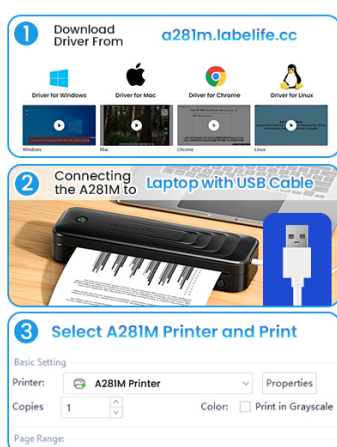 1
Download
Driver From
a281m.labelife.cc
Driver for Windows
Driver for Mac
Driver for Chrome
Driver for Linux
Windows
Mac
Chrome
Linux
2
Connecting
the A281M to
Laptop with USB Cable
3
Select A281M Printer and Print
Basic Setting
Printer:
A281M Printer
Properties
Copies
1
Color:
Print in Grayscale
Page Range: